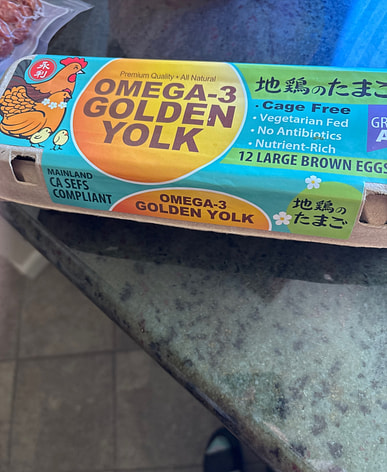 永利
Premium Quality • All Natural
OMEGA-3
GOLDEN
YOLK
地鶏のたまご
• Cage Free
• Vegetarian Fed
• No Antibiotics
• Nutrient-Rich
12 LARGE BROWN EGGS
MAINLAND
CA SEFS
COMPLIANT
OMEGA-3
GOLDEN YOLK
地鶏の
たまご